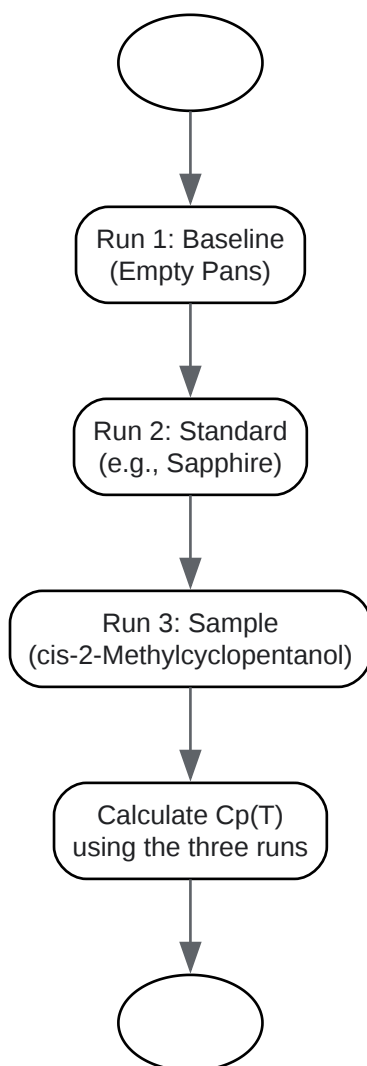 Run 1: Baseline
(Empty Pans)
Run 2: Standard
(e.g., Sapphire)
Run 3: Sample
(cis-2-Methylcyclopentanol)
Calculate Cp(T)
using the three runs